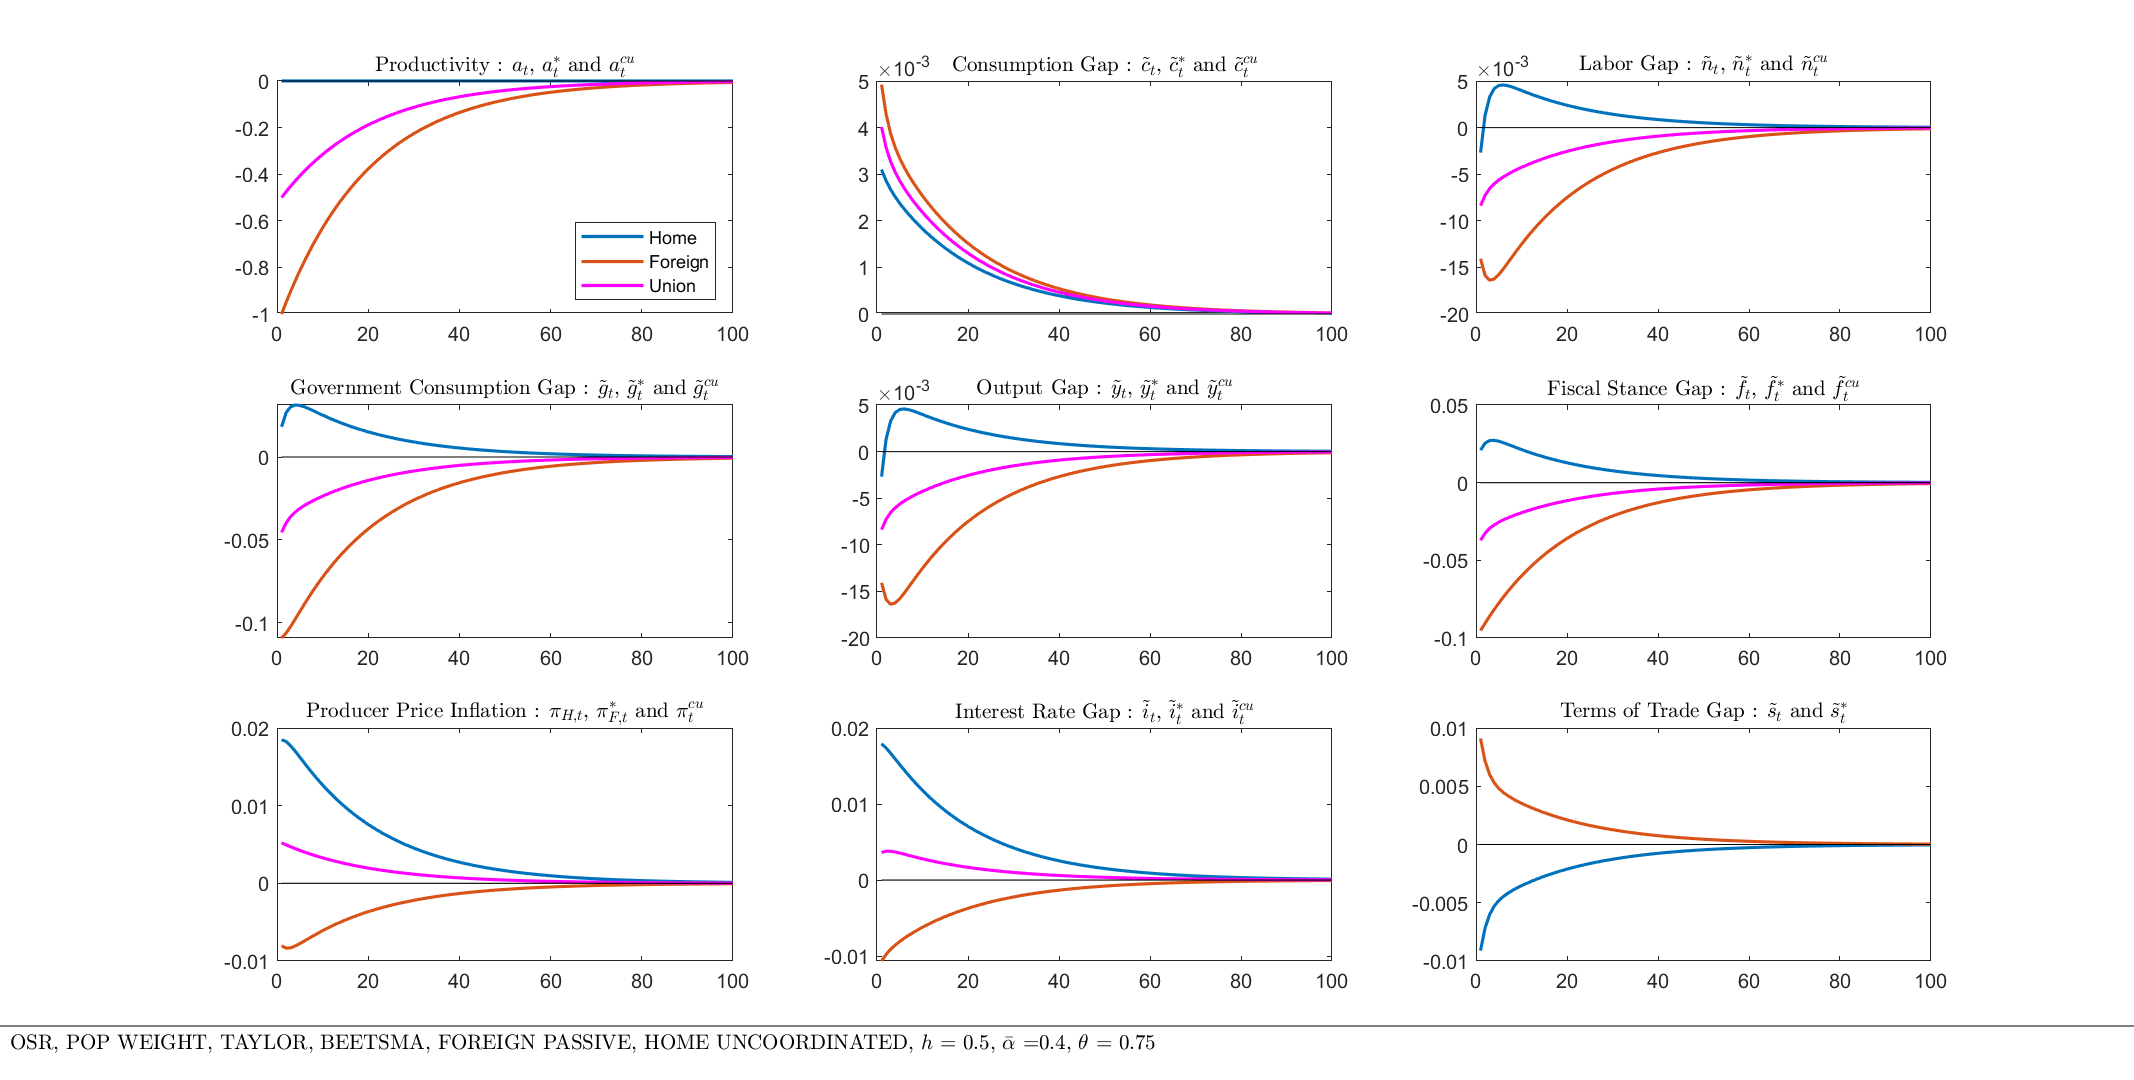 Productivity : a_t, a_t^* and a_t^{cu}
0
-0.2
-0.4
-0.6
-0.8
-1
0 20 40 60 80 100
Home
Foreign
Union
×10^{-3} Consumption Gap : c̃_t, c̃_t^* and c̃_t^{cu}
5
4
3
2
1
0
0 20 40 60 80 100
×10^{-3} Labor Gap : ñ_t, ñ_t^* and ñ_t^{cu}
5
0
-5
-10
-15
-20
0 20 40 60 80 100
Government Consumption Gap : g̃_t, g̃_t^* and g̃_t^{cu}
0
-0.05
-0.1
0 20 40 60 80 100
×10^{-3} Output Gap : ỹ_t, ỹ_t^* and ỹ_t^{cu}
5
0
-5
-10
-15
-20
0 20 40 60 80 100
Fiscal Stance Gap : f̃_t, f̃_t^* and f̃_t^{cu}
0.05
0
-0.05
-0.1
0 20 40 60 80 100
Producer Price Inflation : π_{H,t}, π_{F,t}^* and π_t^{cu}
0.02
0.01
0
-0.01
0 20 40 60 80 100
Interest Rate Gap : ĩ_t, ĩ_t^* and ĩ_t^{cu}
0.02
0.01
0
-0.01
0 20 40 60 80 100
Terms of Trade Gap : s̃_t and s̃_t^*
0.01
0.005
0
-0.005
-0.01
0 20 40 60 80 100
OSR, POP WEIGHT, TAYLOR, BEETSMA, FOREIGN PASSIVE, HOME UNCOORDINATED, h = 0.5, ᾱ =0.4, θ = 0.75